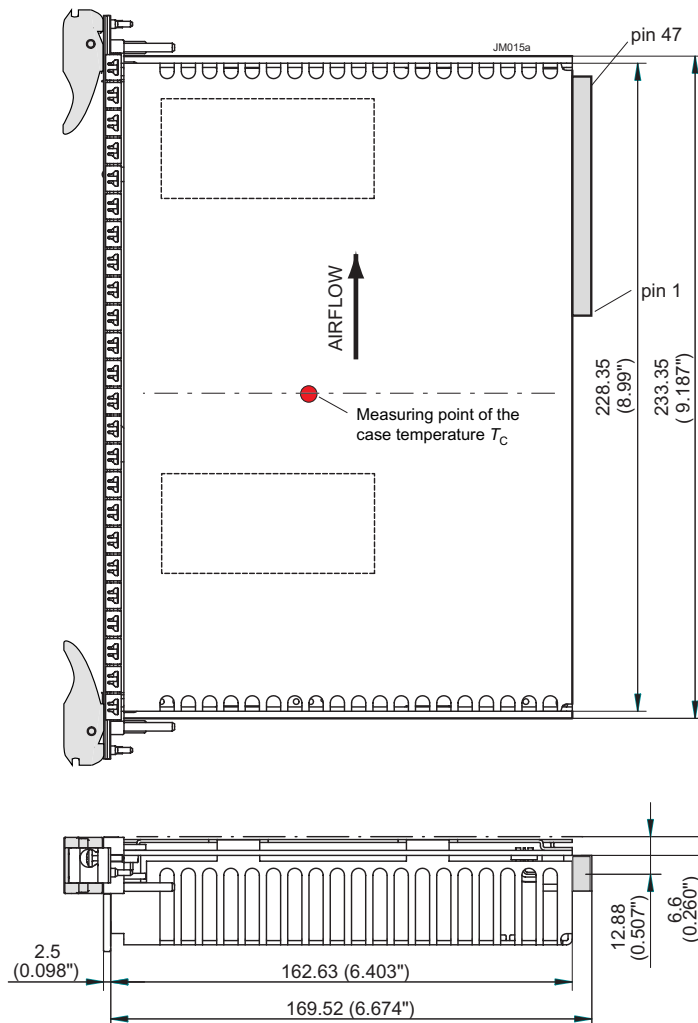 JM015a
pin 47
AIRFLOW
pin 1
228.35
(8.99")
233.35
( 9.187")
Measuring point of the
case temperature TC
2.5
(0.098")
162.63 (6.403")
169.52 (6.674")
12.88
(0.507")
6.6
(0.260")